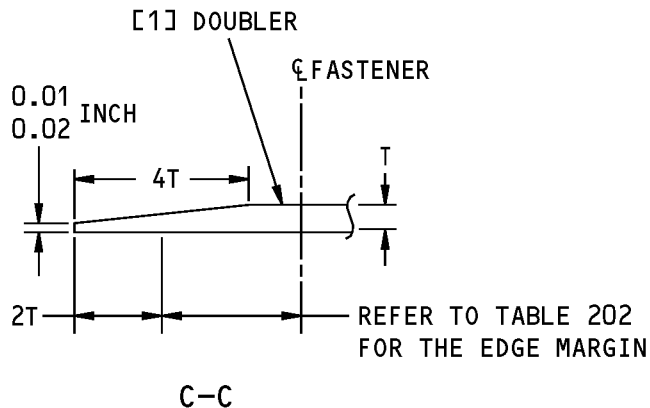 [1] DOUBLER
℄ FASTENER
0.01
0.02 INCH
T
4T
2T
REFER TO TABLE 202
FOR THE EDGE MARGIN
C-C